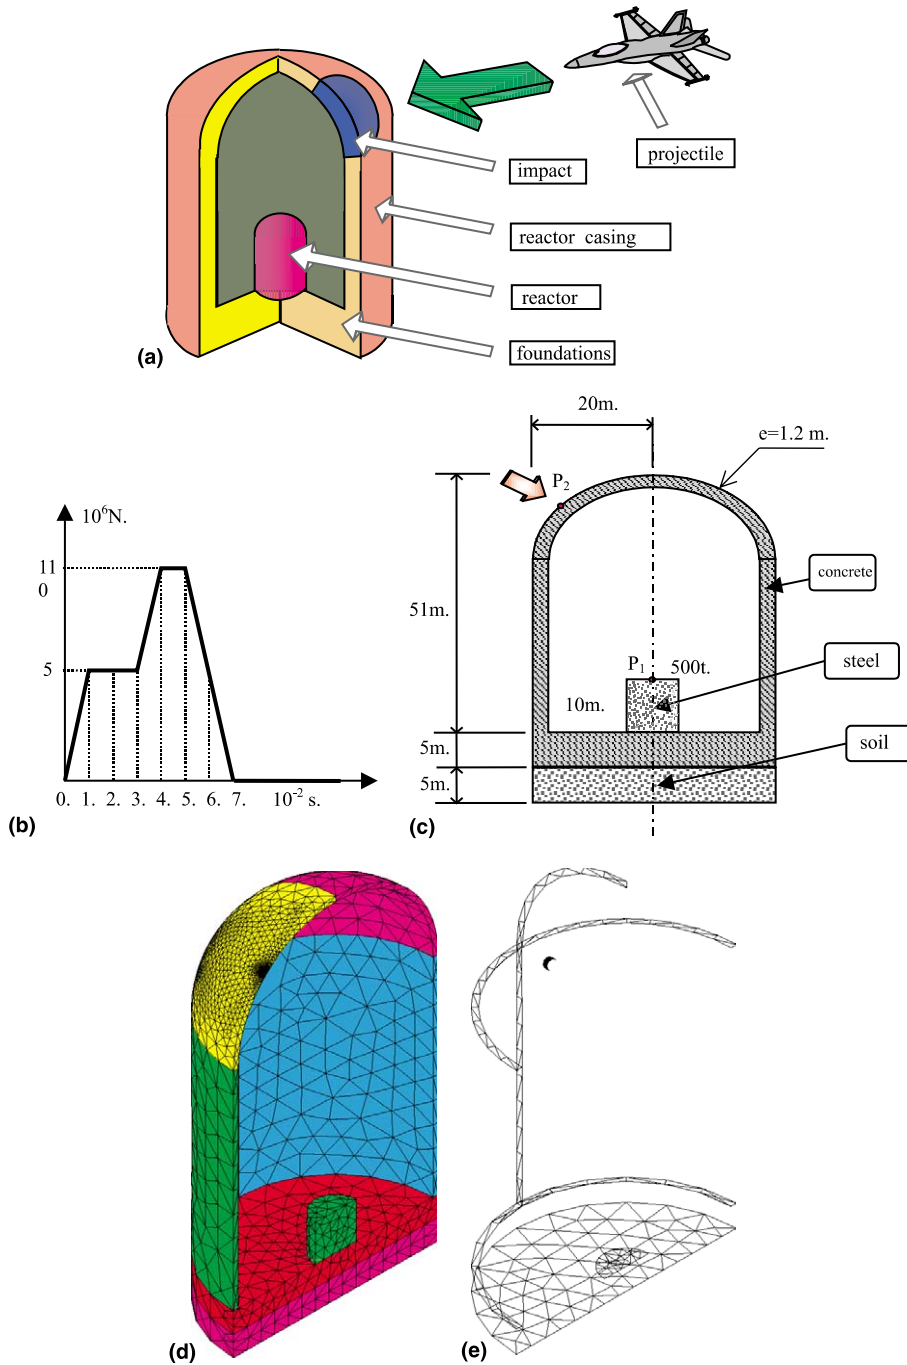 projectile
impact
reactor casing
reactor
foundations
(a)
20m.
e=1.2 m.
P2
10⁶N.
11
0
5
0. 1. 2. 3. 4. 5. 6. 7. 10⁻² s.
(b)
51m.
concrete
P1 500t.
steel
10m.
soil
5m.
5m.
(c)
(d)
(e)